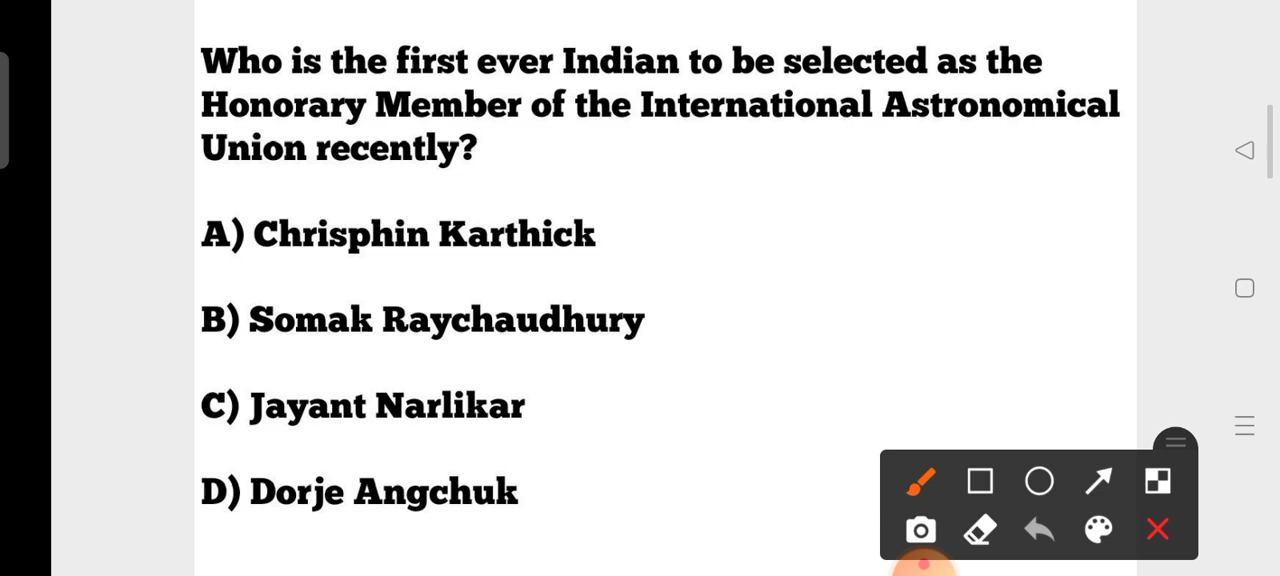 Who is the first ever Indian to be selected as the
Honorary Member of the International Astronomical
Union recently?
A) Chrisphin Karthick
B) Somak Raychaudhury
C) Jayant Narlikar
D) Dorje Angchuk